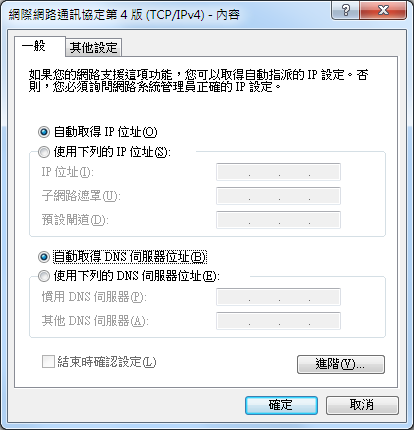 網際網路通訊協定第 4 版 (TCP/IPv4) - 內容
一般
其他設定
如果您的網路支援這項功能，您可以取得自動指派的 IP 設定。否
則，您必須詢問網路系統管理員正確的 IP 設定。
自動取得 IP 位址(O)
使用下列的 IP 位址(S):
IP 位址(I):
子網路遮罩(U):
預設閘道(D):
自動取得 DNS 伺服器位址(B)
使用下列的 DNS 伺服器位址(E):
慣用 DNS 伺服器(P):
其他 DNS 伺服器(A):
結束時確認設定(L)
進階(V)...
確定
取消